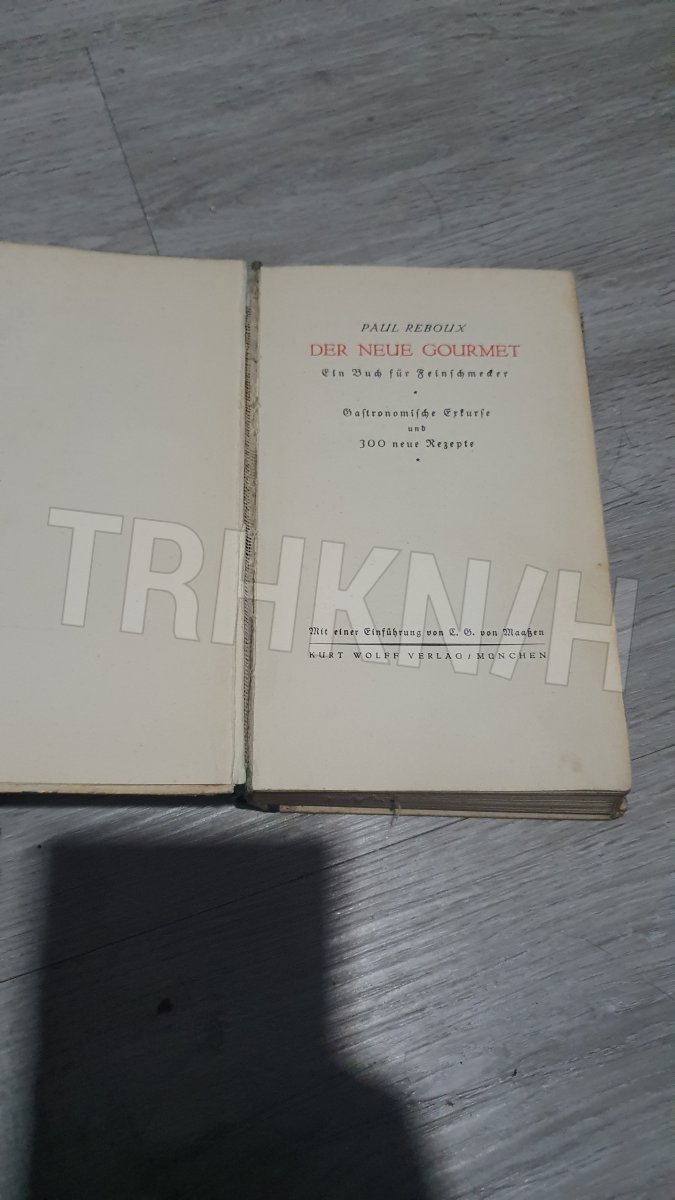 PAUL REBOUX
DER NEUE GOURMET
Ein Buch für Feinschmecker
*
Gastronomische Exkurse
und
300 neue Rezepte
*
TRHKN/H
Mit einer Einführung von C. G. von Maaßen
KURT WOLFF VERLAG / MÜNCHEN